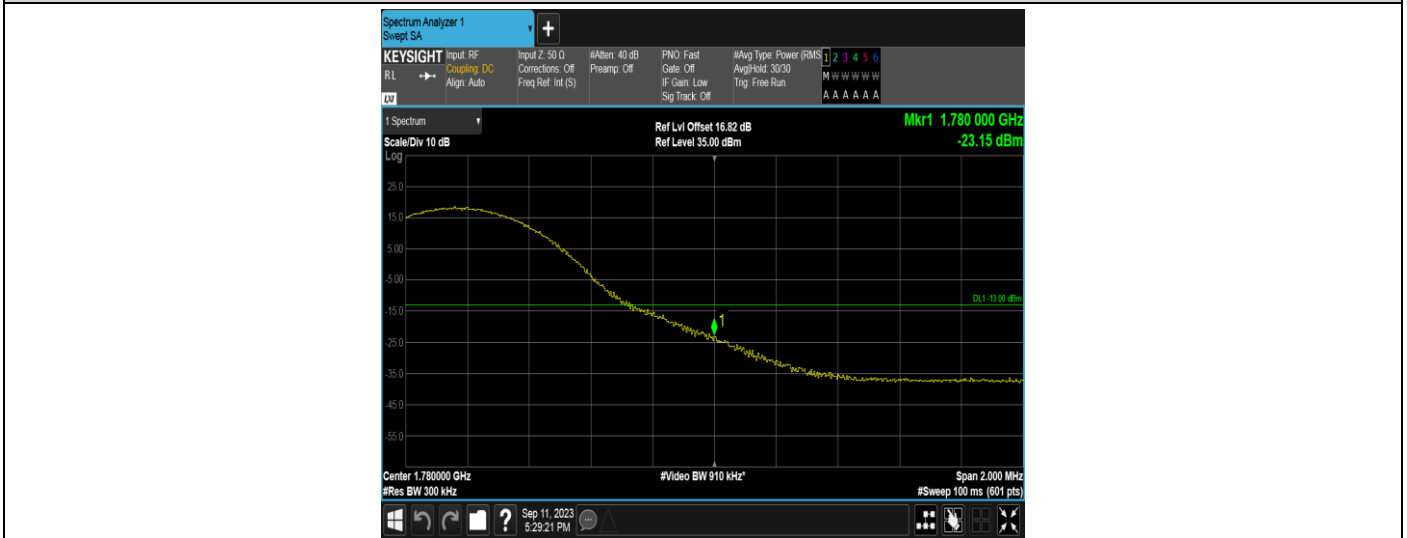 Spectrum Analyzer 1
Swept SA
+
KEYSIGHT
RL
LXI
Input: RF
Coupling: DC
Align: Auto
Input Z: 50 Ω
Corrections: Off
Freq Ref: Int (S)
#Atten: 40 dB
Preamp: Off
PNO: Fast
Gate: Off
IF Gain: Low
Sig Track: Off
#Avg Type: Power (RMS
Avg|Hold: 30/30
Trig: Free Run
1 2 3 4 5 6
M W W W W W
A A A A A A
1 Spectrum
Scale/Div 10 dB
Log
Ref Lvl Offset 16.82 dB
Ref Level 35.00 dBm
Mkr1 1.780 000 GHz
-23.15 dBm
25.0
15.0
5.00
-5.00
DL1 -13.00 dBm
-15.0
1
-25.0
-35.0
-45.0
-55.0
Center 1.780000 GHz
#Res BW 300 kHz
#Video BW 910 kHz*
Span 2.000 MHz
#Sweep 100 ms (601 pts)
?
Sep 11, 2023
5:29:21 PM